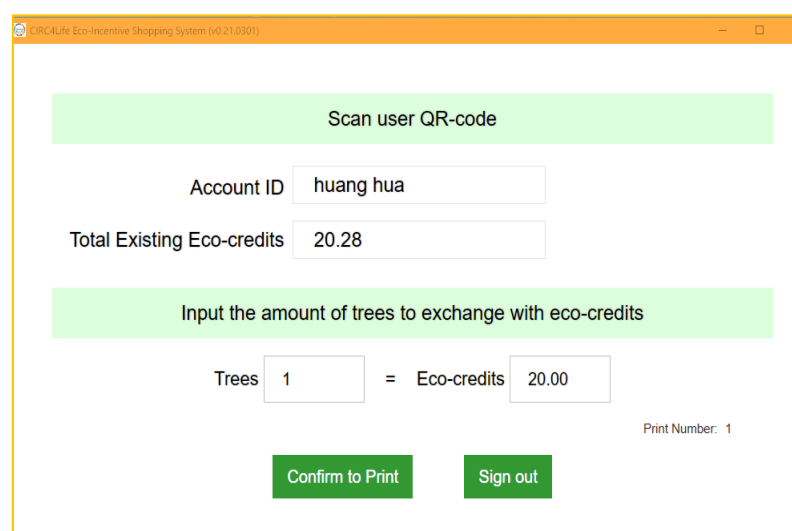 CIRC4Life Eco-Incentive Shopping System (v0.21.0301)
Scan user QR-code
Account ID huang hua
Total Existing Eco-credits 20.28
Input the amount of trees to exchange with eco-credits
Trees 1 = Eco-credits 20.00
Print Number: 1
Confirm to Print Sign out